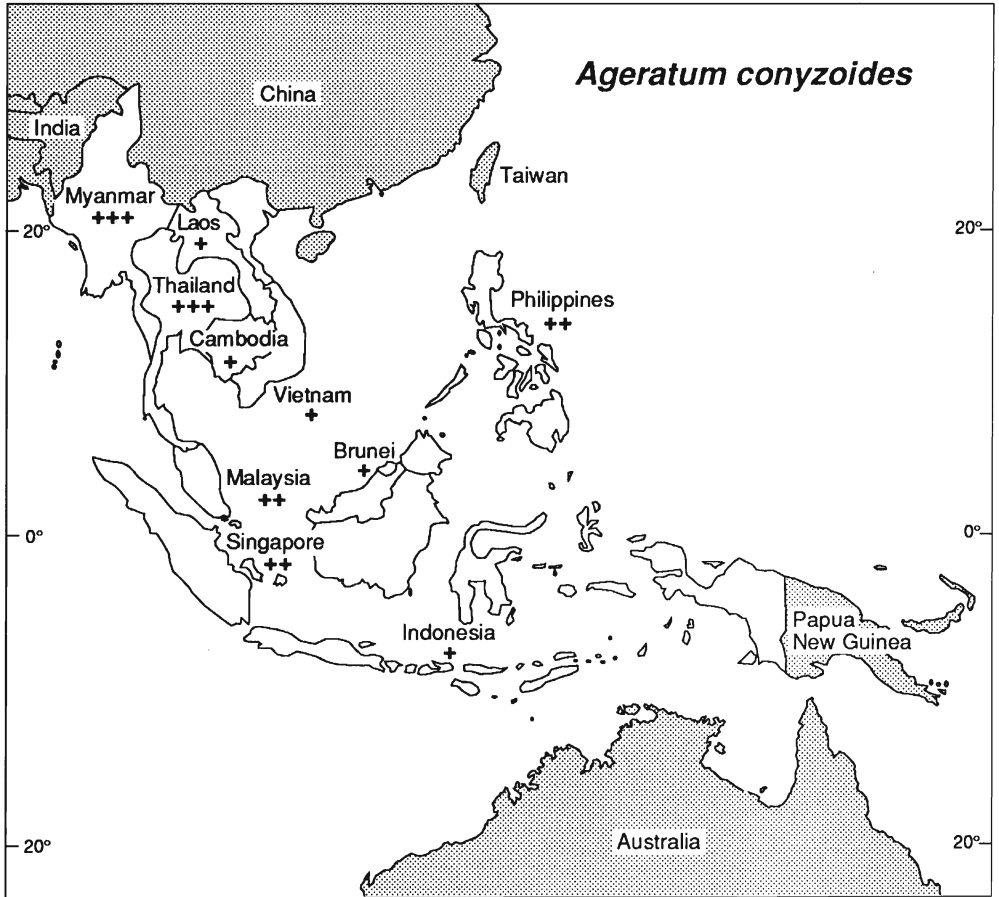 Ageratum conyzoides
China
India
Taiwan
Myanmar
+++
Laos
+
20°
20°
Thailand
+++
Philippines
++
Cambodia
+
Vietnam
+
Brunei
+
Malaysia
++
0°
0°
Singapore
++
Indonesia
+
Papua
New Guinea
20°
20°
Australia